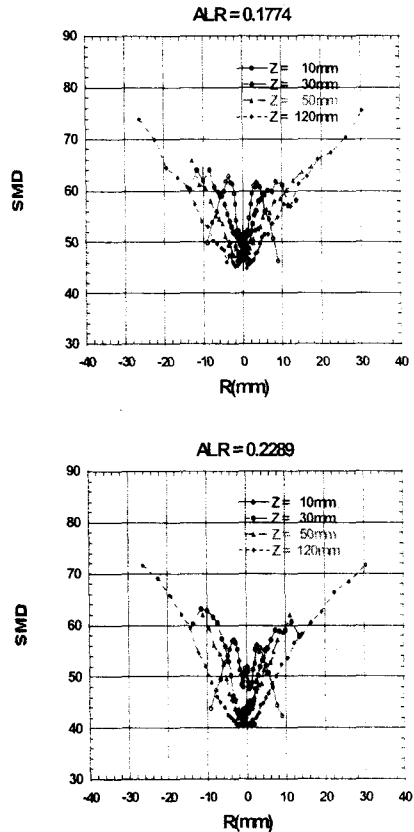 ALR = 0.1774
90
80
70
60
50
40
30
SMD
Z = 10mm
Z = 30mm
Z = 50mm
Z = 120mm
-40 -30 -20 -10 0 10 20 30 40
R(mm)
ALR = 0.2289
90
80
70
60
50
40
30
SMD
Z = 10mm
Z = 30mm
Z = 50mm
Z = 120mm
-40 -30 -20 -10 0 10 20 30 40
R(mm)